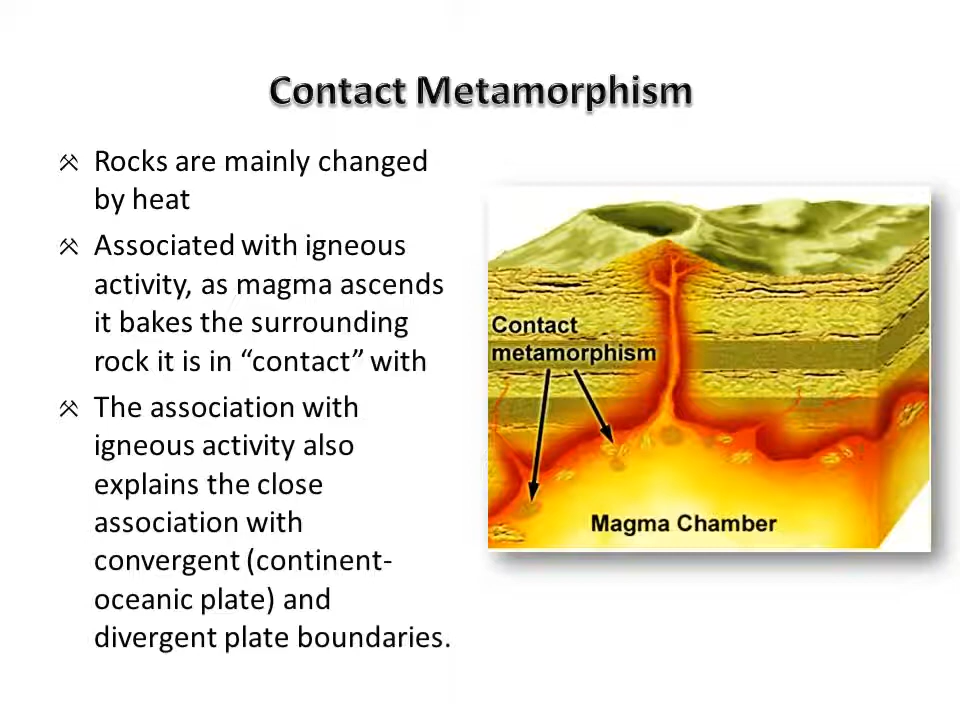 Contact Metamorphism
Rocks are mainly changed
by heat
Associated with igneous
activity, as magma ascends
it bakes the surrounding
rock it is in “contact” with
The association with
igneous activity also
explains the close
association with
convergent (continent-
oceanic plate) and
divergent plate boundaries.
Contact
metamorphism
Magma Chamber